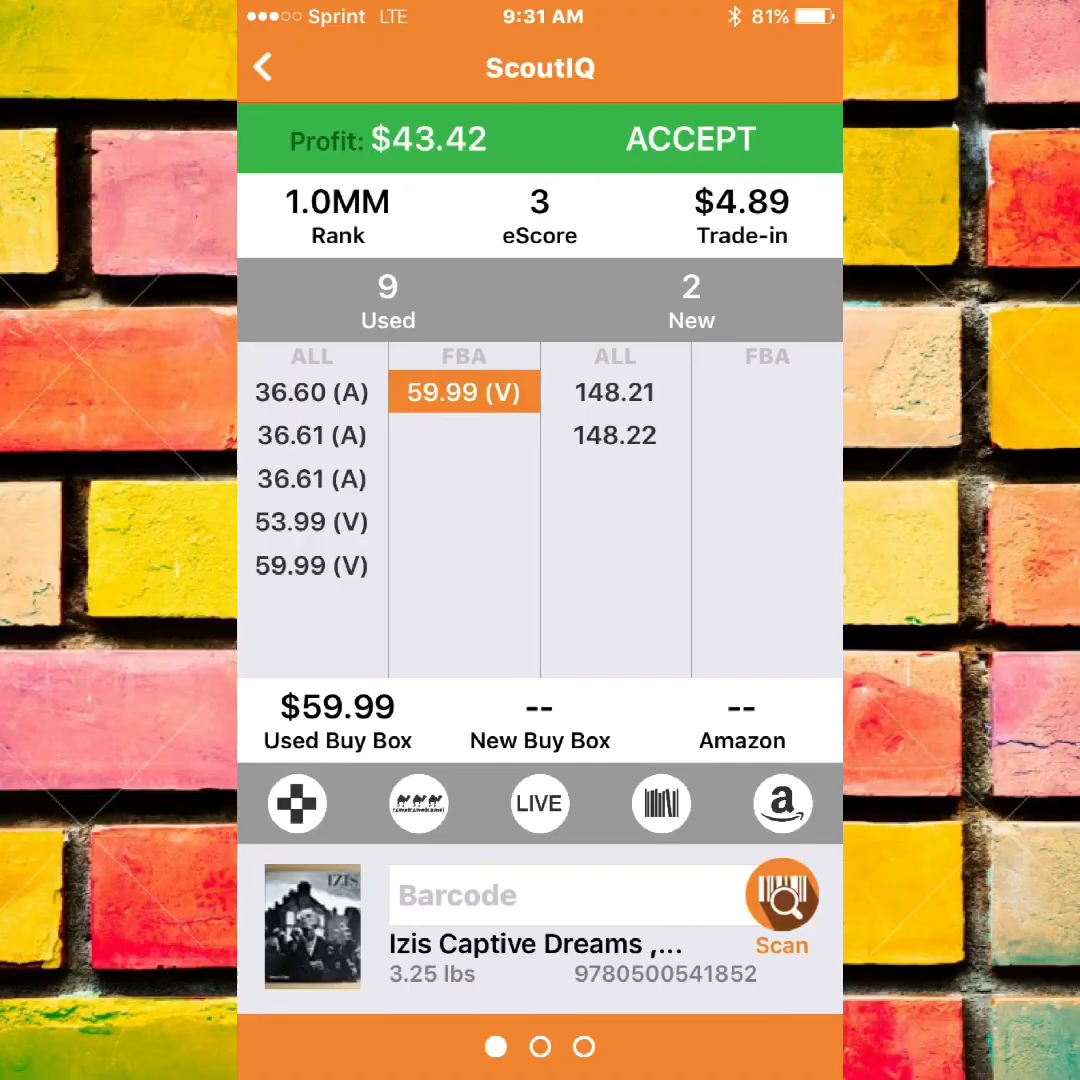 Sprint LTE 9:31 AM 81%
ScoutIQ
Profit: $43.42 ACCEPT
1.0MM 3 $4.89
Rank eScore Trade-in
9 2
Used New
ALL FBA ALL FBA
36.60 (A) 59.99 (V) 148.21
36.61 (A) 148.22
36.61 (A)
53.99 (V)
59.99 (V)
$59.99 -- --
Used Buy Box New Buy Box Amazon
camelcamelcamel LIVE a
IZIS
Barcode
Izis Captive Dreams ,...
Scan
3.25 lbs 9780500541852